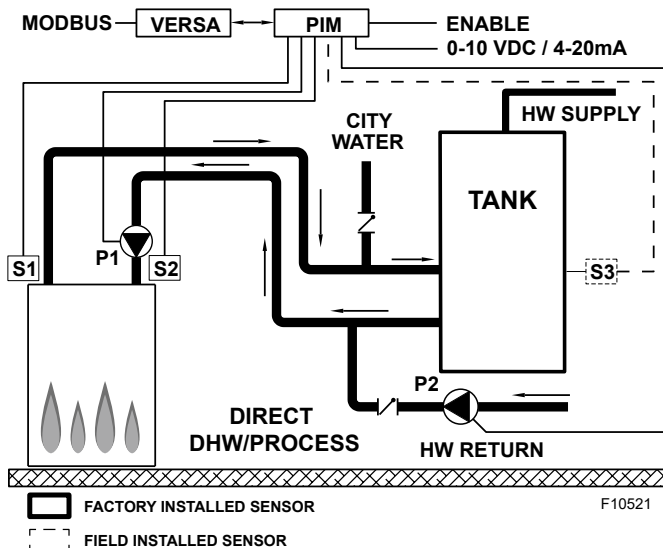 MODBUS
VERSA
PIM
ENABLE
0-10 VDC / 4-20mA
HW SUPPLY
CITY
WATER
TANK
P1
S1
S2
S3
P2
DIRECT
DHW/PROCESS
HW RETURN
FACTORY INSTALLED SENSOR
F10521
FIELD INSTALLED SENSOR